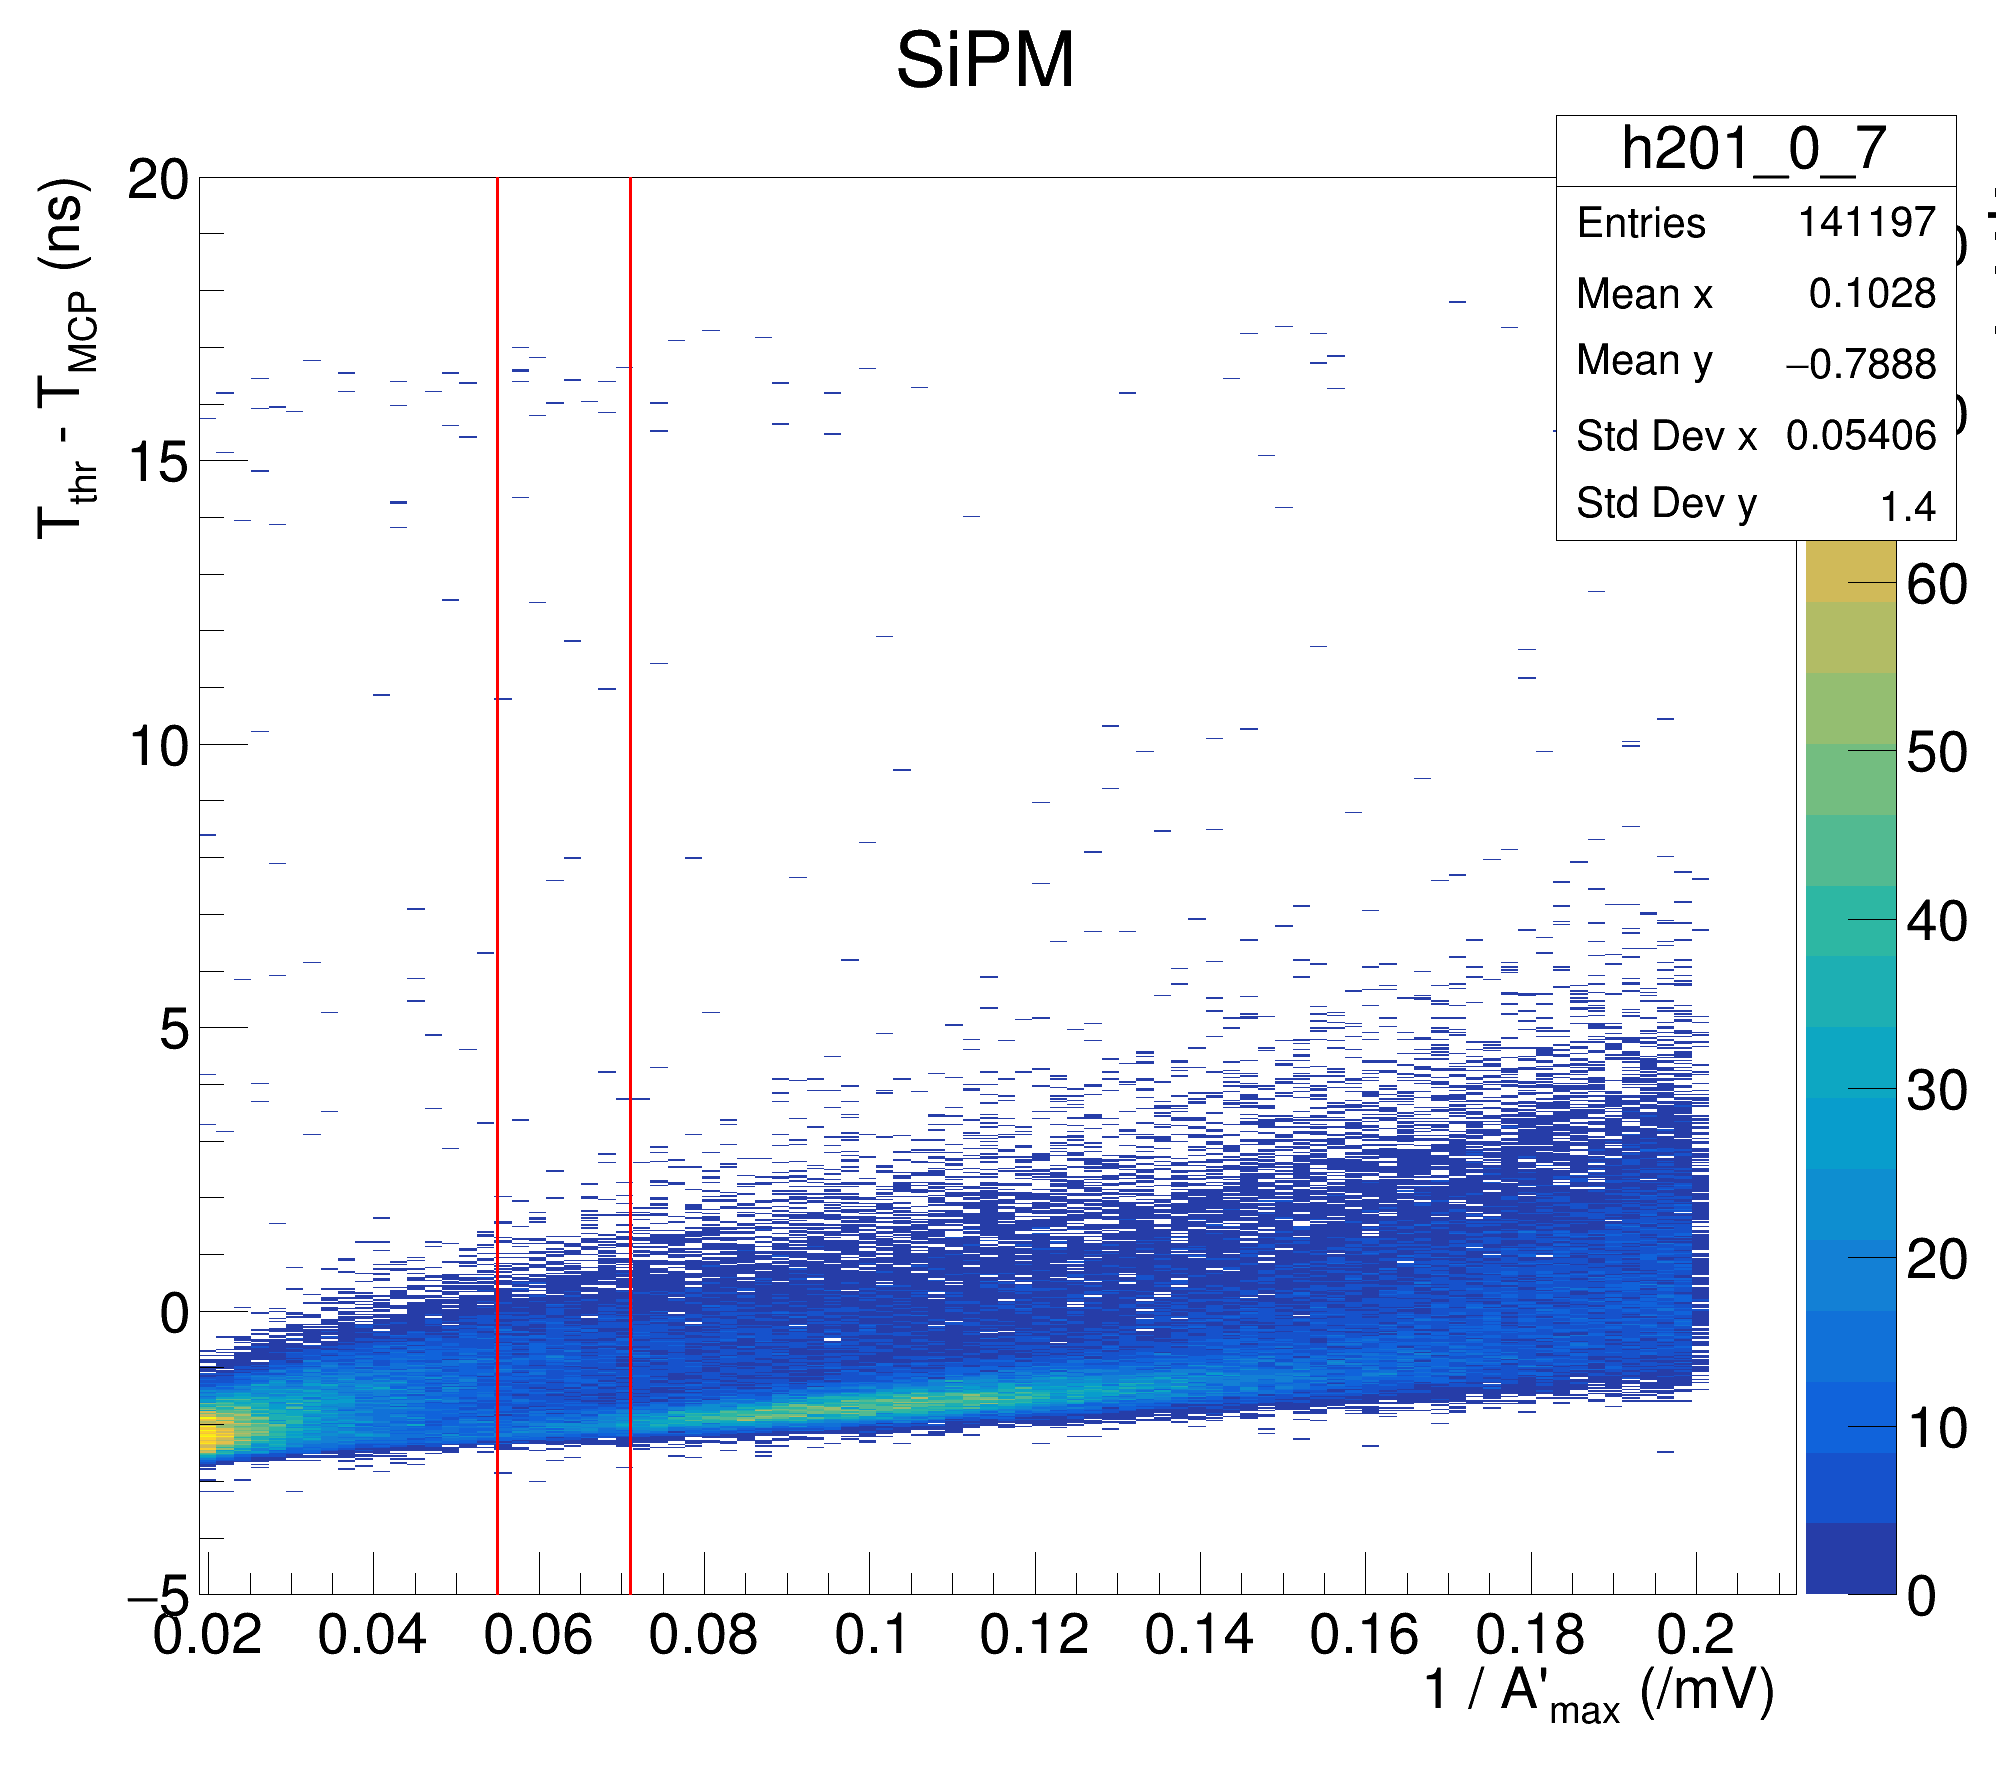 SiPM
h201_0_7
Entries 141197
Mean x 0.1028
Mean y −0.7888
Std Dev x 0.05406
Std Dev y 1.4
T_thr - T_MCP (ns)
20
15
10
5
0
−5
0.02 0.04 0.06 0.08 0.1 0.12 0.14 0.16 0.18 0.2
1 / A'_max (/mV)
60
50
40
30
20
10
0